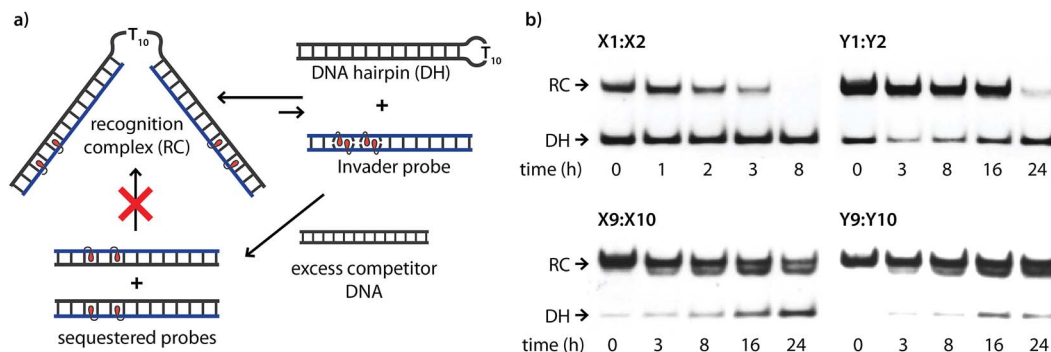 a)
T10
recognition
complex (RC)
T10
DNA hairpin (DH)
+
Invader probe
excess competitor
DNA
+
sequestered probes
b)
X1:X2
RC
DH
time (h) 0 1 2 3 8
Y1:Y2
0 3 8 16 24
X9:X10
RC
DH
time (h) 0 3 8 16 24
Y9:Y10
0 3 8 16 24